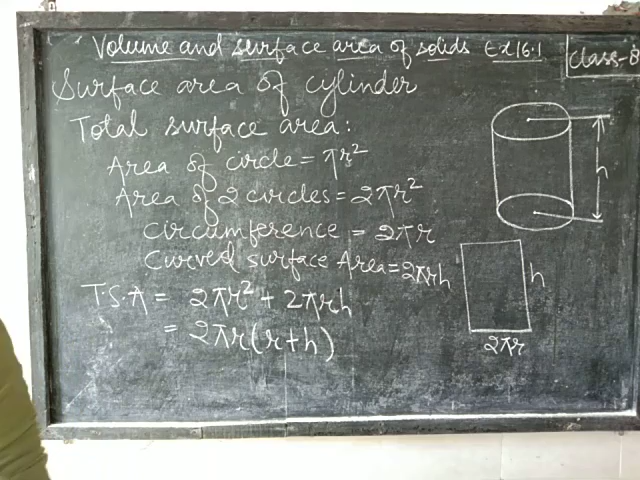 Volume and surface area of solids Ex 16.1
Class-8
Surface area of cylinder
Total surface area:
Area of circle = πr²
Area of 2 circles = 2πr²
circumference = 2πr
Curved surface Area = 2πrh
T.S.A = 2πr² + 2πrh
= 2πr(r+h)
h
h
2πr